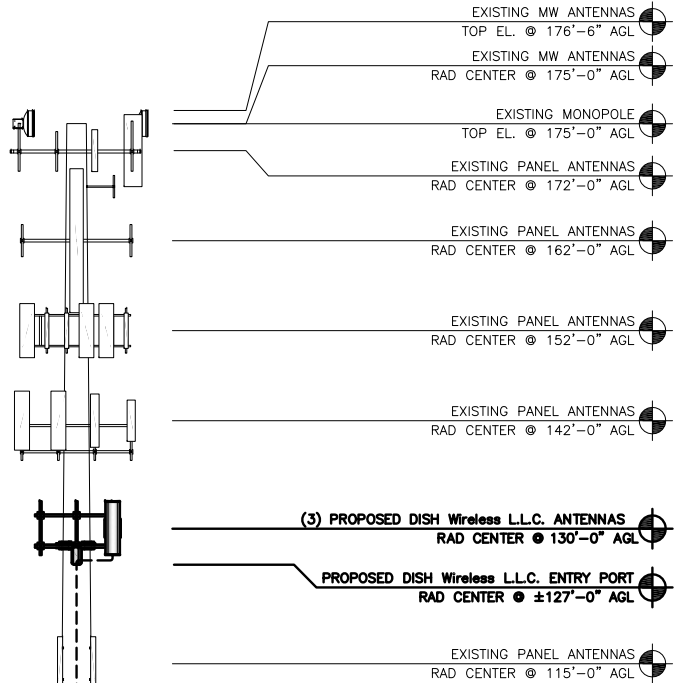 EXISTING MW ANTENNAS
TOP EL. @ 176'-6" AGL
EXISTING MW ANTENNAS
RAD CENTER @ 175'-0" AGL
EXISTING MONOPOLE
TOP EL. @ 175'-0" AGL
EXISTING PANEL ANTENNAS
RAD CENTER @ 172'-0" AGL
EXISTING PANEL ANTENNAS
RAD CENTER @ 162'-0" AGL
EXISTING PANEL ANTENNAS
RAD CENTER @ 152'-0" AGL
EXISTING PANEL ANTENNAS
RAD CENTER @ 142'-0" AGL
(3) PROPOSED DISH Wireless L.L.C. ANTENNAS
RAD CENTER @ 130'-0" AGL
PROPOSED DISH Wireless L.L.C. ENTRY PORT
RAD CENTER @ ±127'-0" AGL
EXISTING PANEL ANTENNAS
RAD CENTER @ 115'-0" AGL